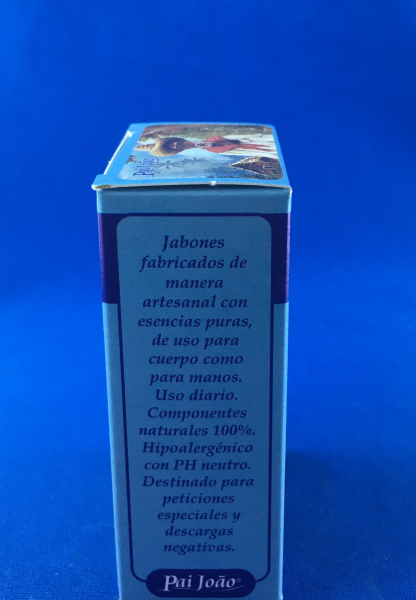 Jabones
fabricados de
manera
artesanal con
esencias puras,
de uso para
cuerpo como
para manos.
Uso diario.
Componentes
naturales 100%.
Hipoalergénico
con PH neutro.
Destinado para
peticiones
especiales y
descargas
negativas.
Pai João®